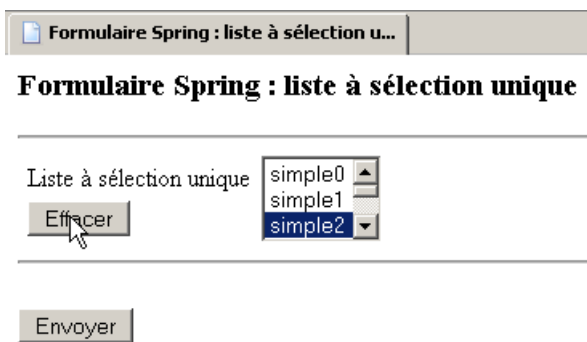 Formulaire Spring : liste à sélection u...
Formulaire Spring : liste à sélection unique
Liste à sélection unique
simple0
simple1
simple2
Effacer
Envoyer